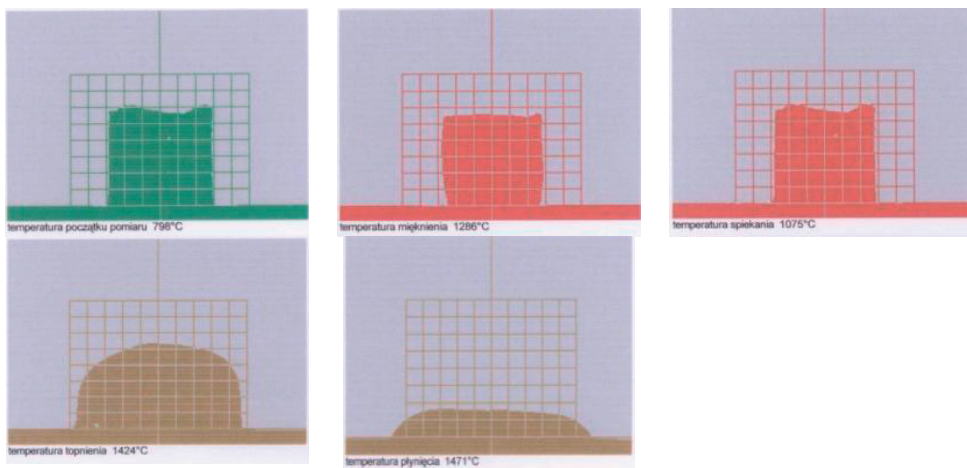 temperatura początku pomiaru 798°C
temperatura mięknienia 1286°C
temperatura spiekania 1075°C
temperatura topnienia 1424°C
temperatura płynięcia 1471°C